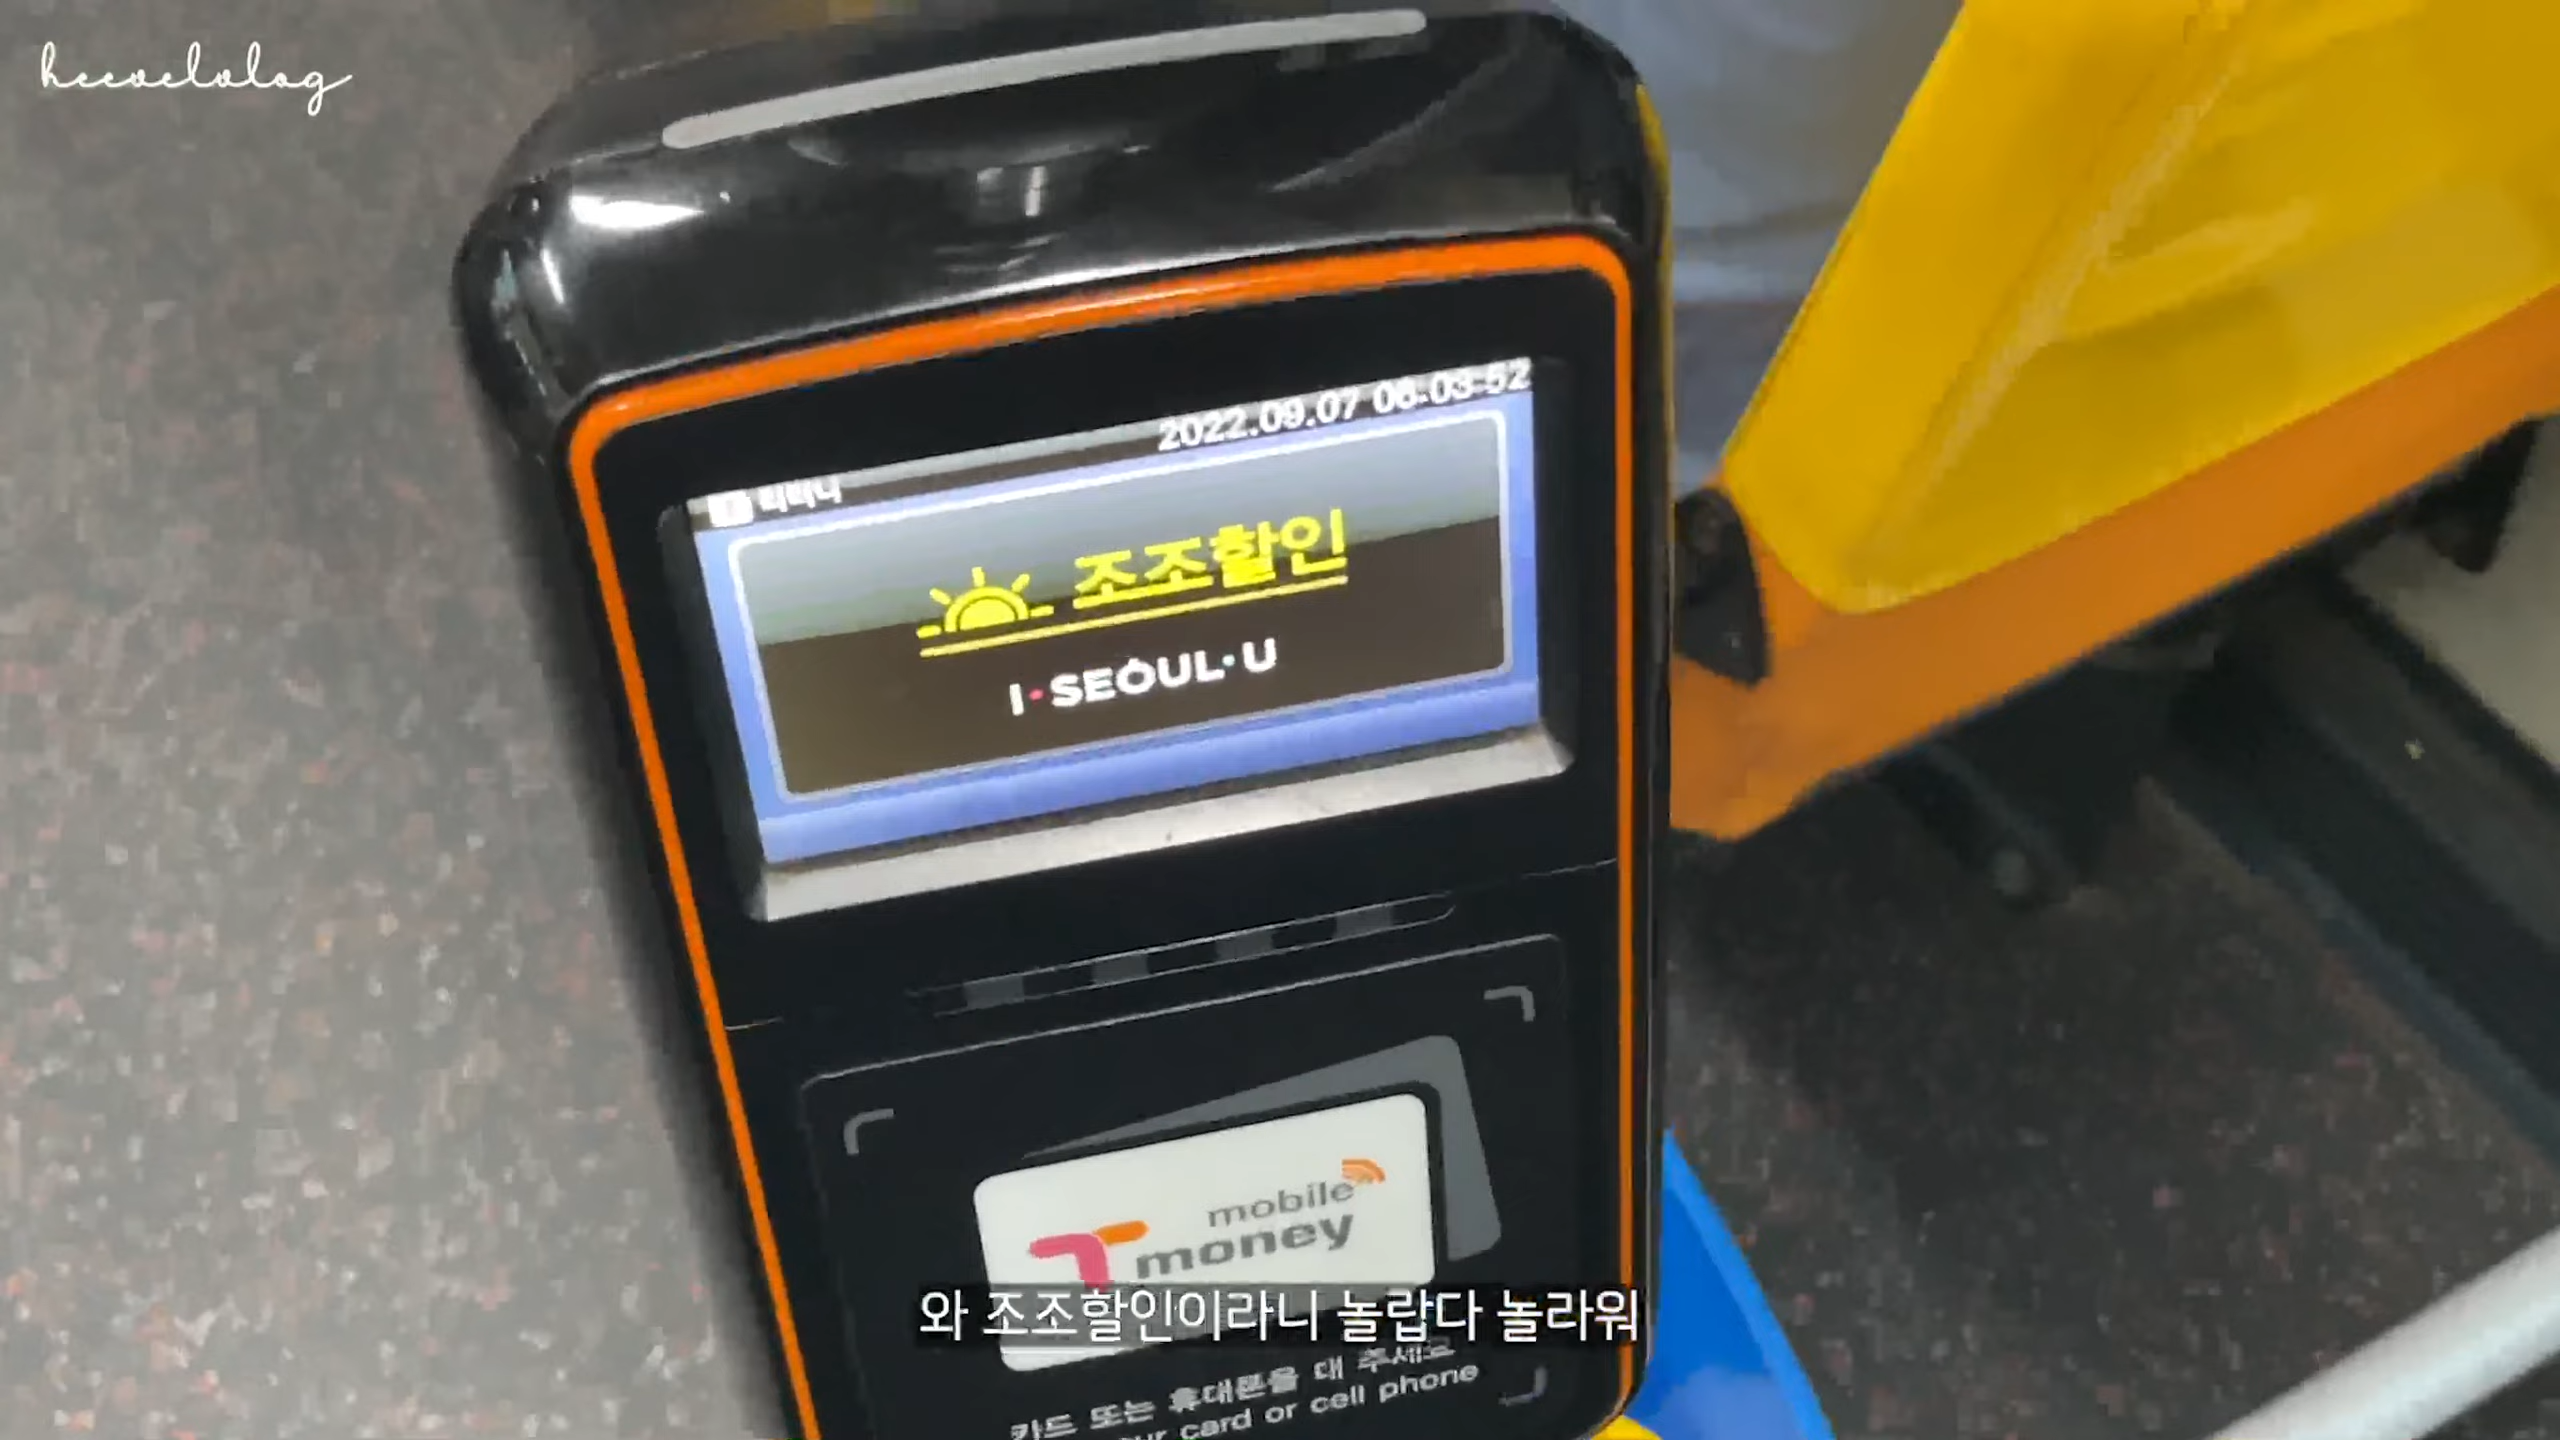 heevelvlog
2022.09.07 06:03:52
조조할인
I·SEOUL·U
mobile
Tmoney
와 조조할인이라니 놀랍다 놀라워
카드 또는 휴대폰을 대 주세요
card or cell phone